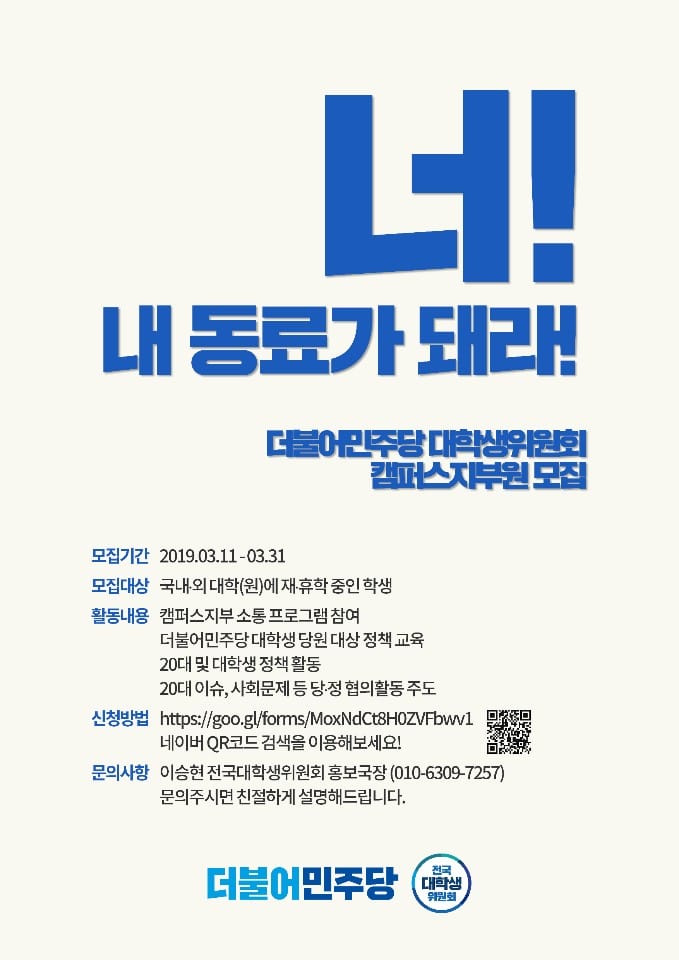 너!
내 동료가 돼라!
더불어민주당 대학생위원회
캠퍼스지부원 모집
모집기간 2019.03.11 - 03.31
모집대상 국내·외 대학(원)에 재·휴학 중인 학생
활동내용 캠퍼스지부 소통 프로그램 참여
더불어민주당 대학생 당원 대상 정책 교육
20대 및 대학생 정책 활동
20대 이슈, 사회문제 등 당·정 협의활동 주도
신청방법 https://goo.gl/forms/MoxNdCt8H0ZVFbwv1
네이버 QR코드 검색을 이용해보세요!
문의사항 이승현 전국대학생위원회 홍보국장 (010-6309-7257)
문의주시면 친절하게 설명해드립니다.
더불어민주당
전국
대학생
위원회